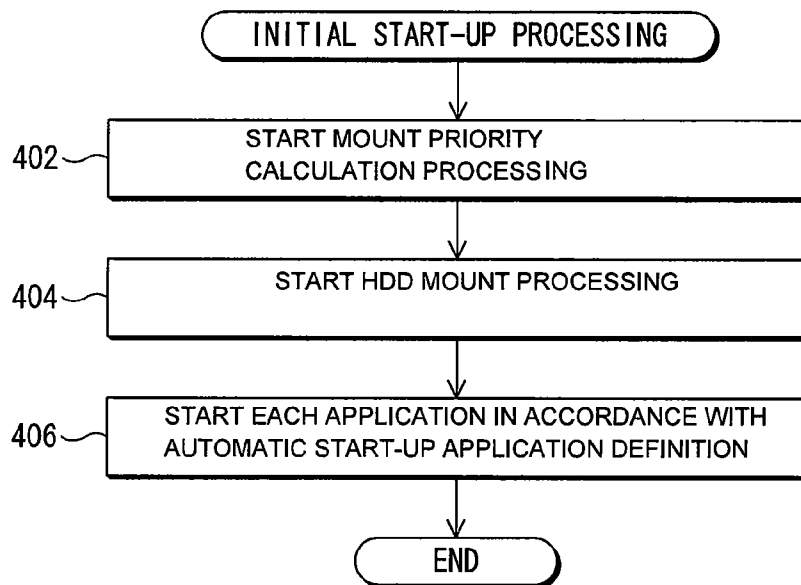 INITIAL START-UP PROCESSING
402
START MOUNT PRIORITY
CALCULATION PROCESSING
404
START HDD MOUNT PROCESSING
406
START EACH APPLICATION IN ACCORDANCE WITH
AUTOMATIC START-UP APPLICATION DEFINITION
END